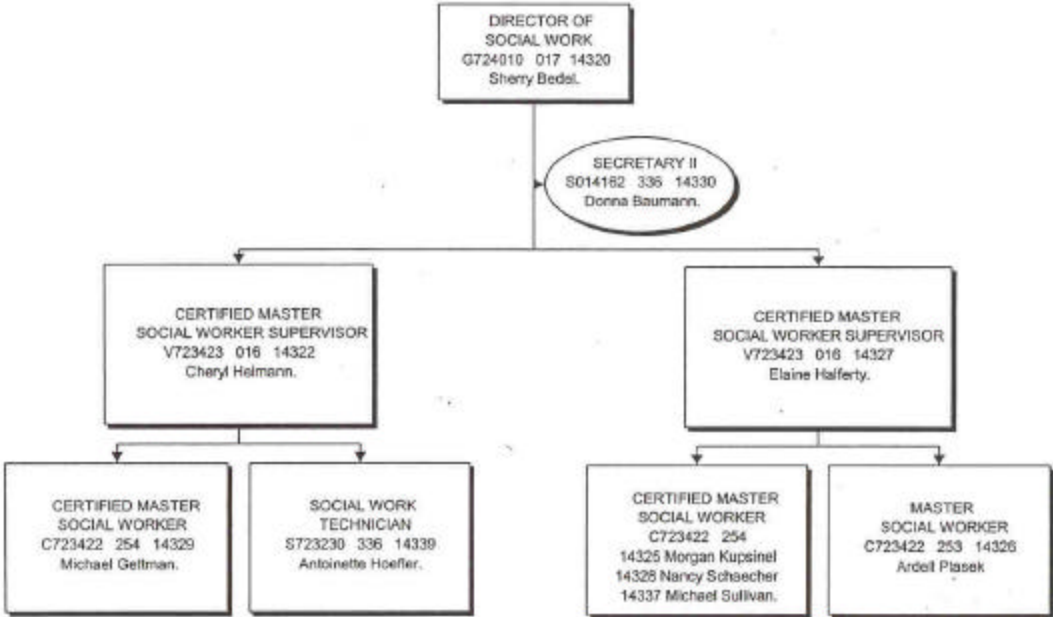 DIRECTOR OF
SOCIAL WORK
G724010 017 14320
Sherry Bedel.
SECRETARY II
S014162 336 14330
Donna Baumann.
CERTIFIED MASTER
SOCIAL WORKER SUPERVISOR
V723423 016 14322
Cheryl Heimann.
CERTIFIED MASTER
SOCIAL WORKER SUPERVISOR
V723423 016 14327
Elaine Halferty.
CERTIFIED MASTER
SOCIAL WORKER
C723422 254 14329
Michael Gettman.
SOCIAL WORK
TECHNICIAN
S723230 336 14339
Antoinette Hoefler.
CERTIFIED MASTER
SOCIAL WORKER
C723422 254
14325 Morgan Kupsinel
14328 Nancy Schaecher
14337 Michael Sullivan.
MASTER
SOCIAL WORKER
C723422 253 14326
Ardell Ptasek